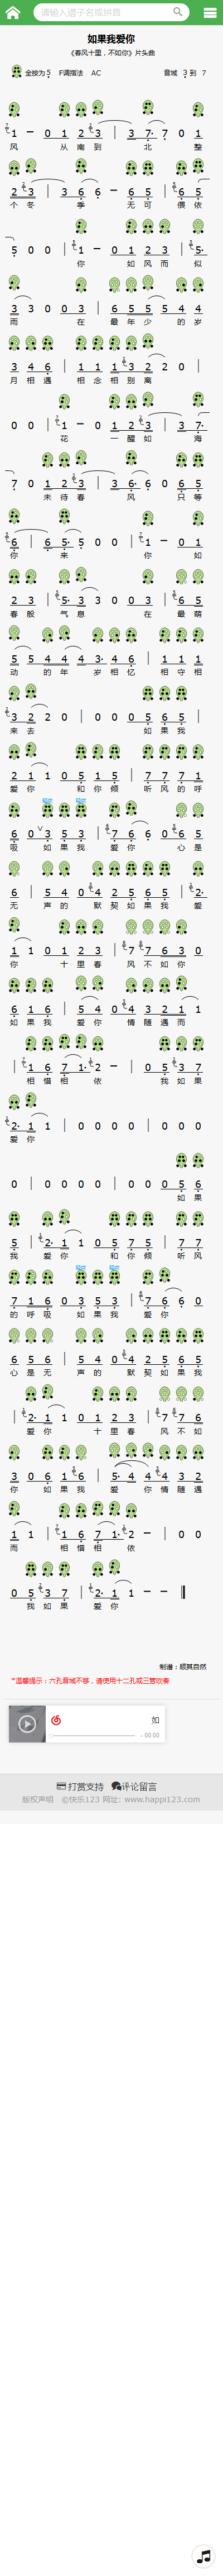 请输入谱子名或拼音
如果我爱你
《春风十里，不如你》片头曲
全按为 5 F调指法 AC 音域 3 到 7
1 – 0 1 2 3 | 3 7 7 0 1
风 从 南 到 北 整
2 3 | 3 6 6 – 6 5 | 6 5
个 冬 季 无 可 偎 依
5 0 0 | 1 – 0 1 2 3 | 5·
你 如 风 而 似
3 3 0 0 3 | 6 5 5 5 4 4
而 在 最 年 少 的 岁
3 4 6 | 1 1 1 3 2 2 0 |
月 相 遇 相 念 相 别 离
0 0 | 1 – 0 1 2 3 | 3 7·
花 一 醒 如 海
7 0 1 2 3 | 3 6· 6 0 6 5
未 待 春 风 只 等
6 | 6 5· 5 0 0 | 1 – 0 1
你 来 你 如
2 3 | 5· 3 3 0 0 3 | 6 5
春 般 气 息 在 最 萌
5 5 4 4 4 3· 4 6 | 1 1 1
动 的 年 岁 相 忆 相 守 相
3 2 2 0 | 0 0 0 5 6 5 |
来 去 如 果 我
2 1 1 0 5 1 5 | 7 7 7 1
爱 你 和 你 倾 听 风 的 呼
6 0 3 5 3 | 7 6 6 0 6 5
吸 如 果 我 爱 你 心 是
6 | 5 4 0 4 2 5 6 5 | 2·
无 声 的 默 契 如 果 我 爱
1 1 0 1 2 3 | 7 7 6 3 0
你 十 里 春 风 不 如 你
6 1 6 | 5 4 0 4 3 2 1 1
如 果 我 爱 你 情 随 遇 而
| 1 6 7 1· 2 – | 0 5 3 7
相 惜 相 依 我 如 果
2· 1 1 | 0 0 0 0 | 0 0 0
爱 你
0 | 0 0 0 0 | 0 0 0 5 6
如 果
5 | 2· 1 1 0 5 7 5 | 7 7
我 爱 你 和 你 倾 听 风
7 1 6 0 3 5 3 | 7 6 6 0
的 呼 吸 如 果 我 爱 你
6 5 6 | 5 4 0 4 2 5 6 5
心 是 无 声 的 默 契 如 果 我
| 2· 1 1 0 1 2 3 | 7 7 6
爱 你 十 里 春 风 不 如
3 0 6 1 6 | 5· 4 4 4 3 2
你 如 果 我 爱 你 情 随 遇
1 1 | 1 6 7 1· 2 – | 0 0
而 相 惜 相 依
0 5 3 7 | 2· 1 1 – –
我 如 果 爱 你
制谱：顺其自然
*温馨提示：六孔音域不够，请使用十二孔或三管吹奏
如
- 00:00
打赏支持 评论留言
版权声明 ©快乐123 网址: www.happi123.com